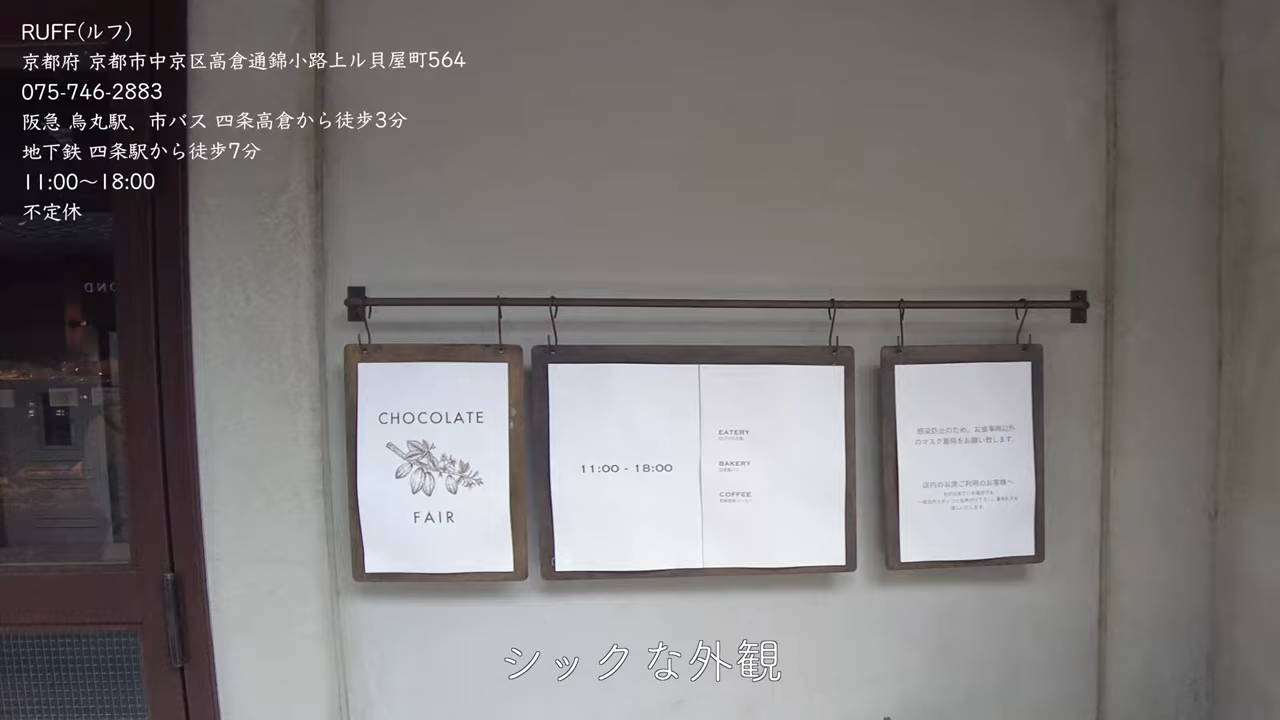 RUFF(ルフ)
京都府 京都市中京区高倉通錦小路上ル貝屋町564
075-746-2883
阪急 烏丸駅、市バス 四条高倉から徒歩3分
地下鉄 四条駅から徒歩7分
11:00〜18:00
不定休
CHOCOLATE
FAIR
11:00 - 18:00
EATERY
BAKERY
COFFEE
感染防止のため、お食事時以外
のマスク着用をお願い致します。
店内のお席ご利用のお客様へ
シックな外観